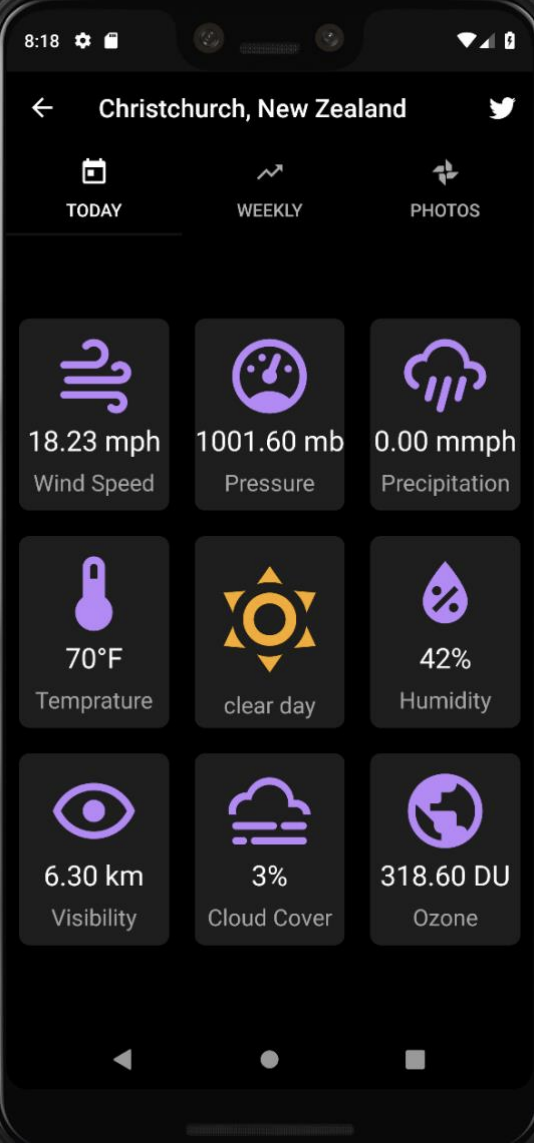 8:18
Christchurch, New Zealand
TODAY WEEKLY PHOTOS
18.23 mph 1001.60 mb 0.00 mmph
Wind Speed Pressure Precipitation
70°F 42%
Temprature clear day Humidity
6.30 km 3% 318.60 DU
Visibility Cloud Cover Ozone